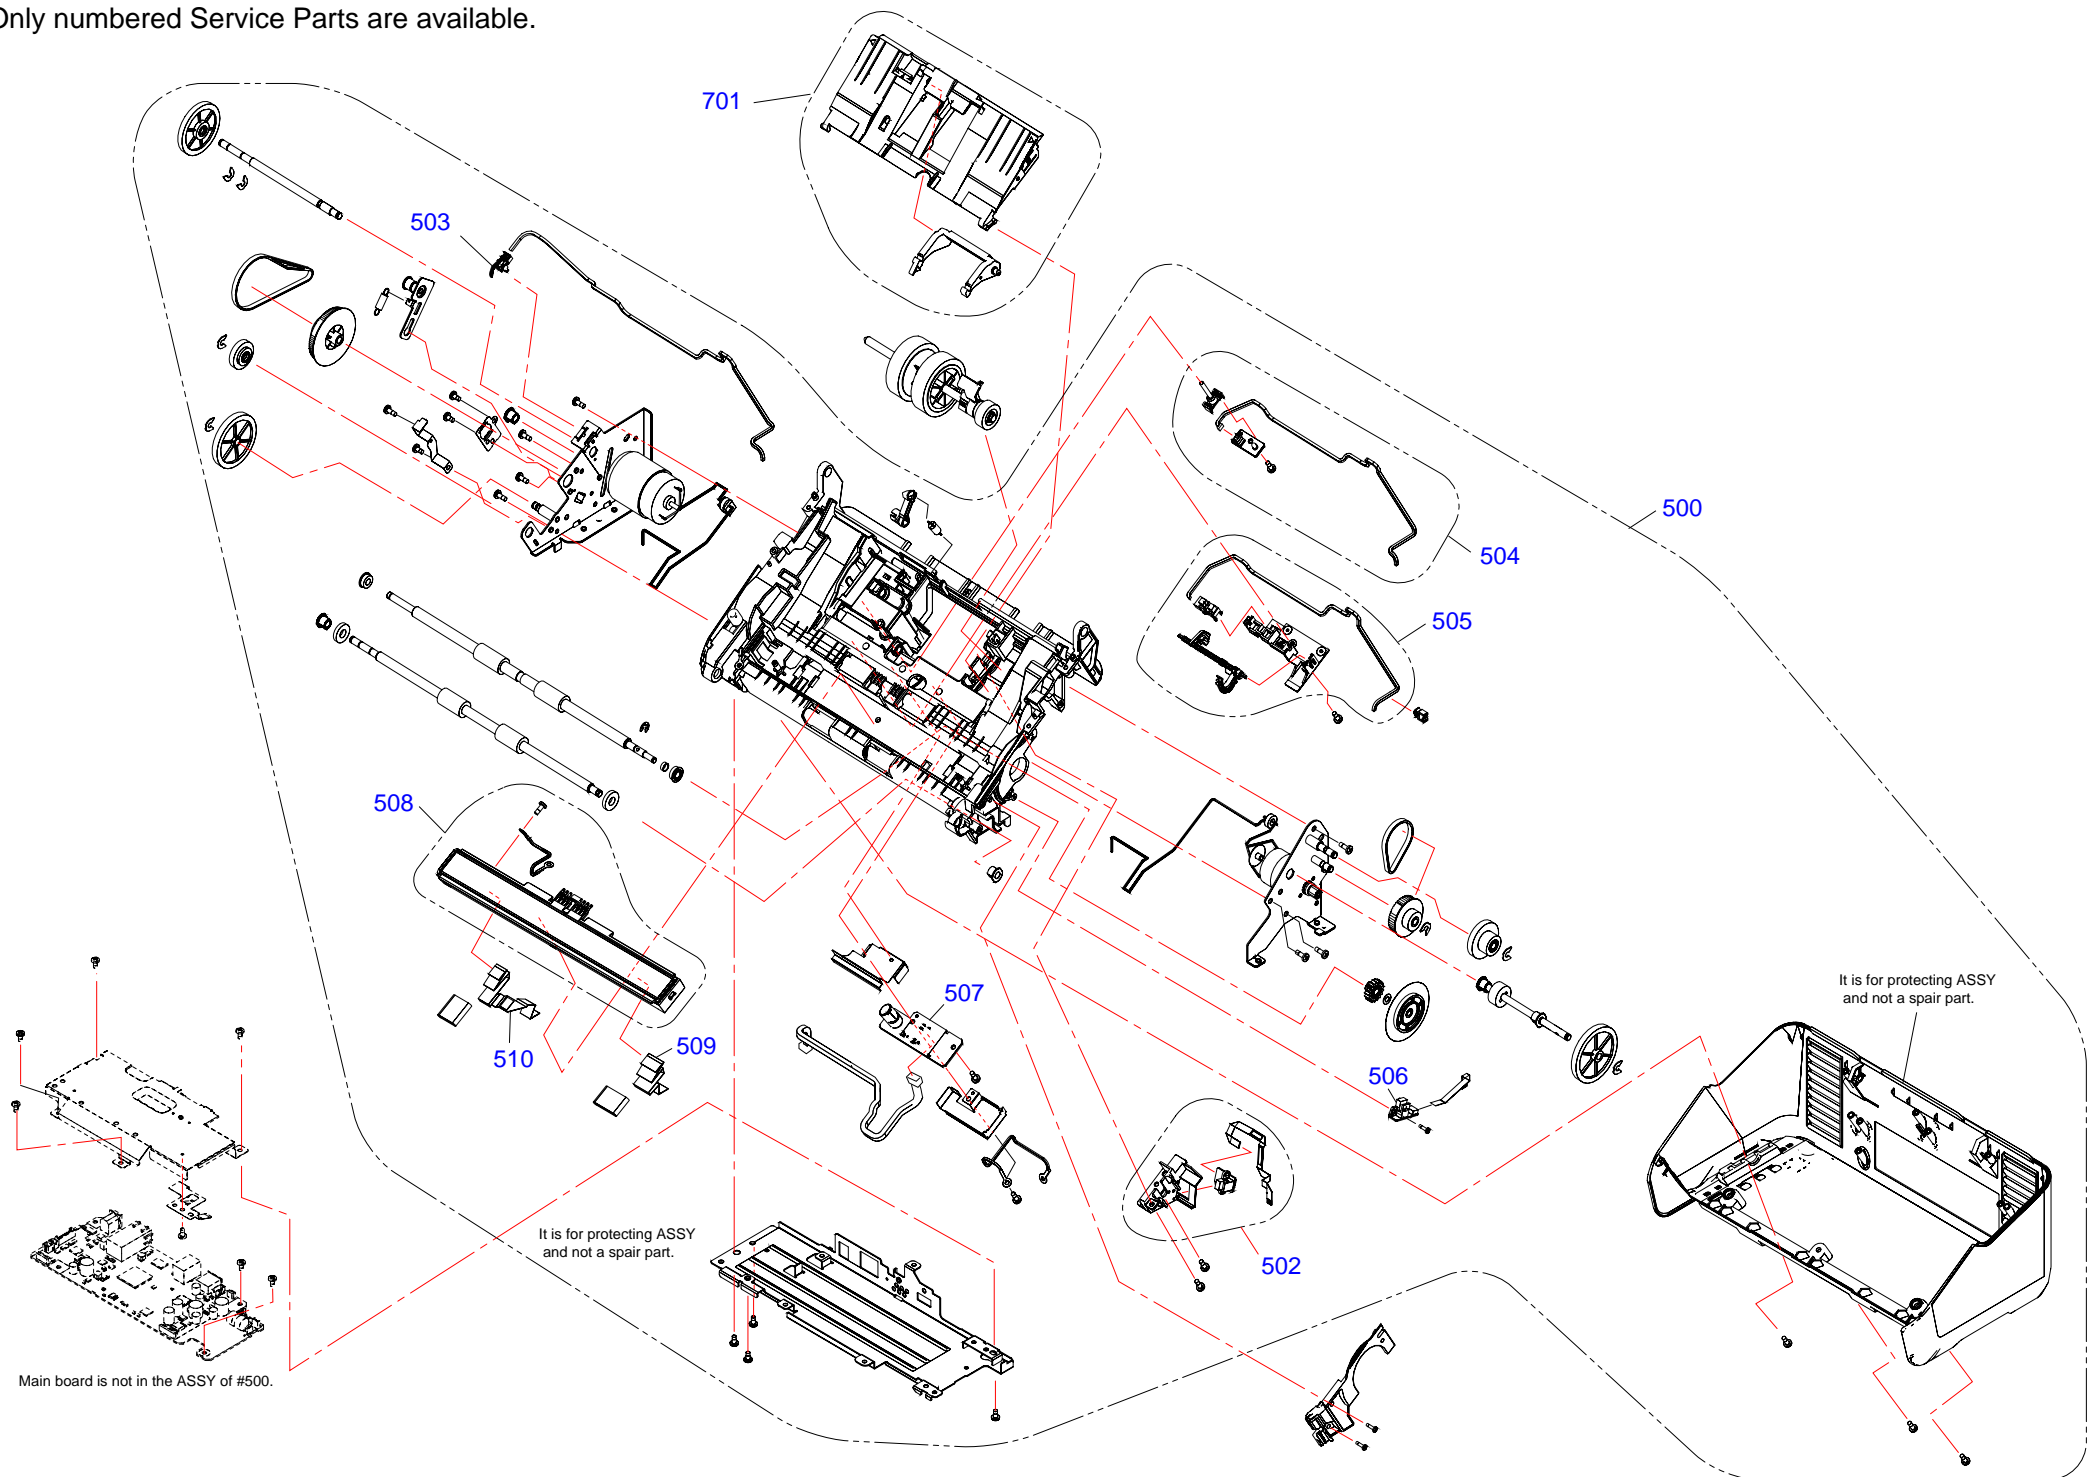 Only numbered Service Parts are available.
701
503
500
504
505
508
507
510
509
506
It is for protecting ASSY
and not a spair part.
It is for protecting ASSY
and not a spair part.
502
Main board is not in the ASSY of #500.